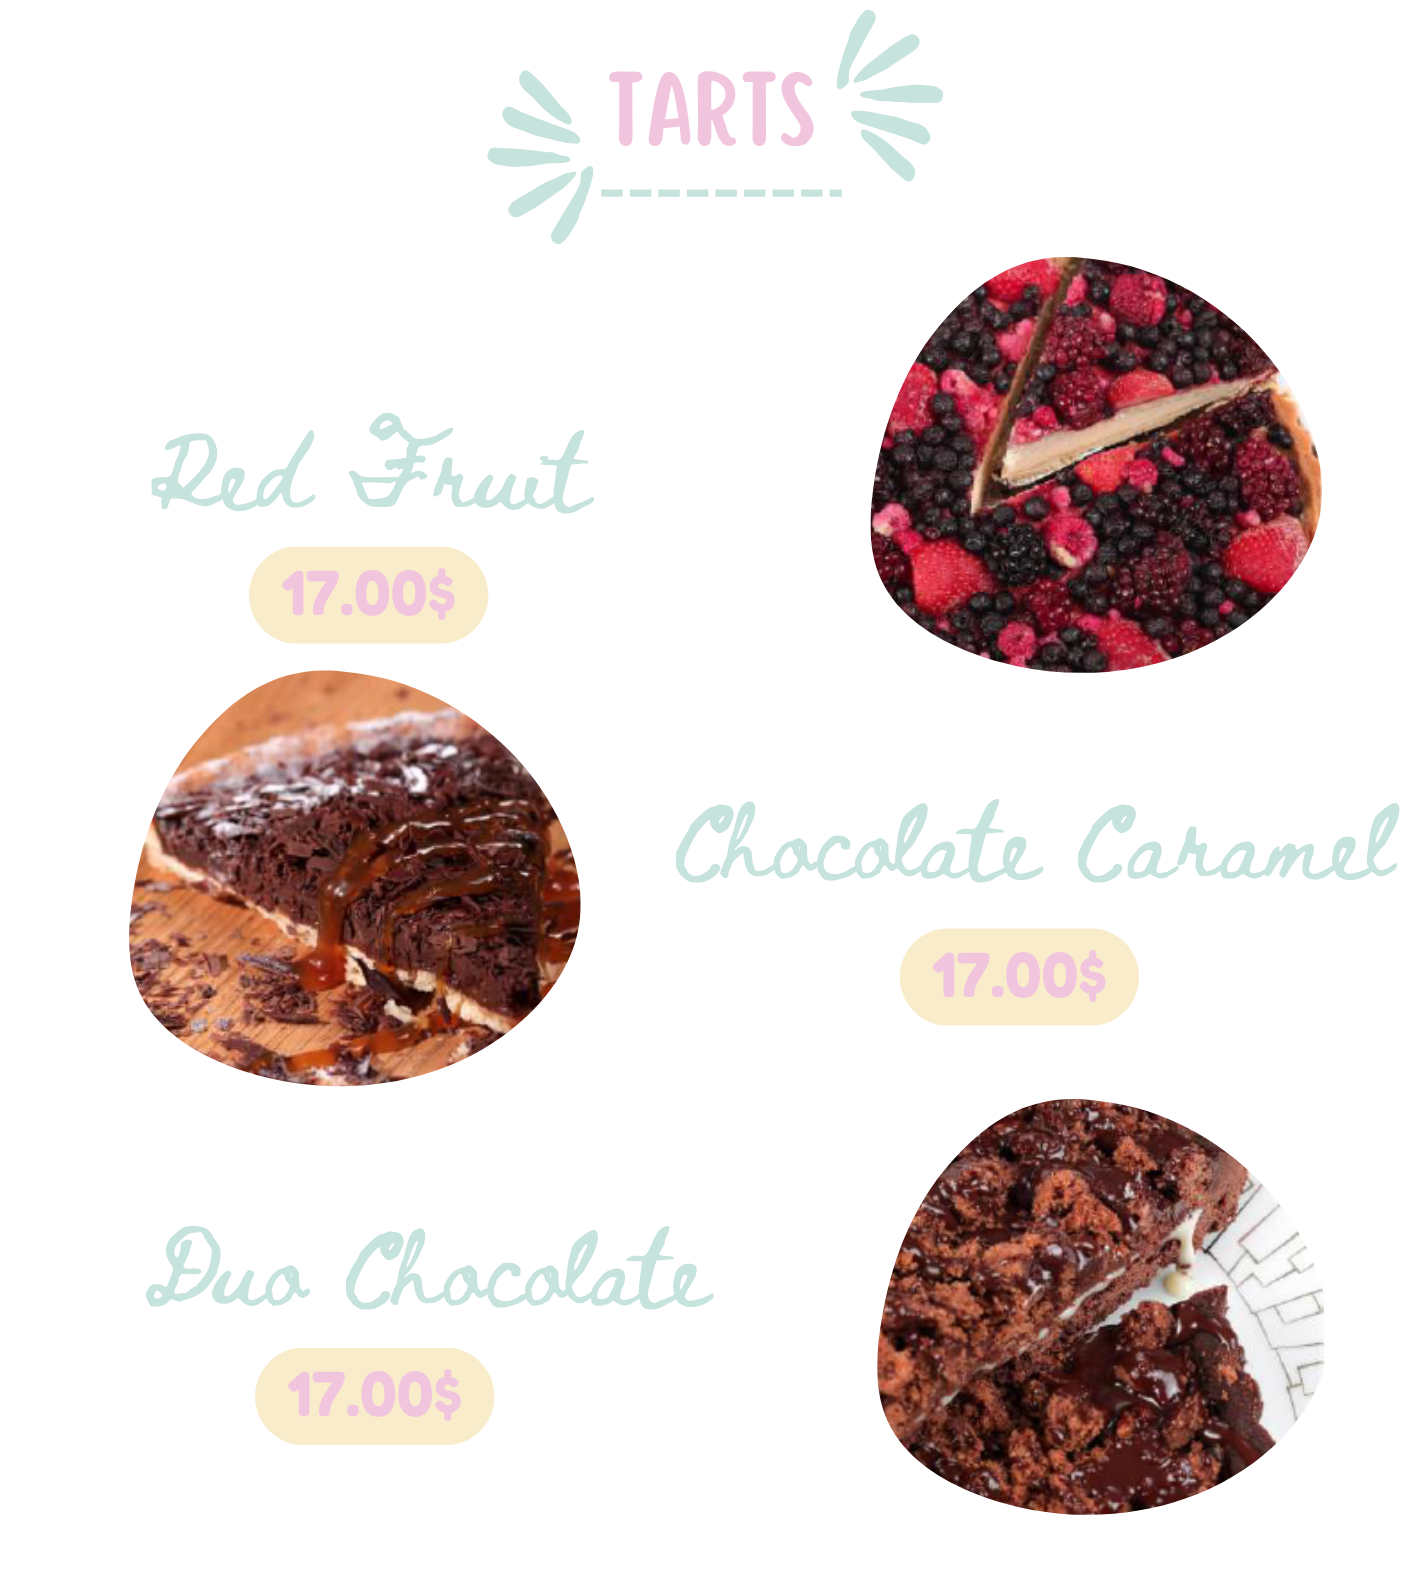 TARTS
Red Fruit
17.00$
Chocolate Caramel
17.00$
Duo Chocolate
17.00$